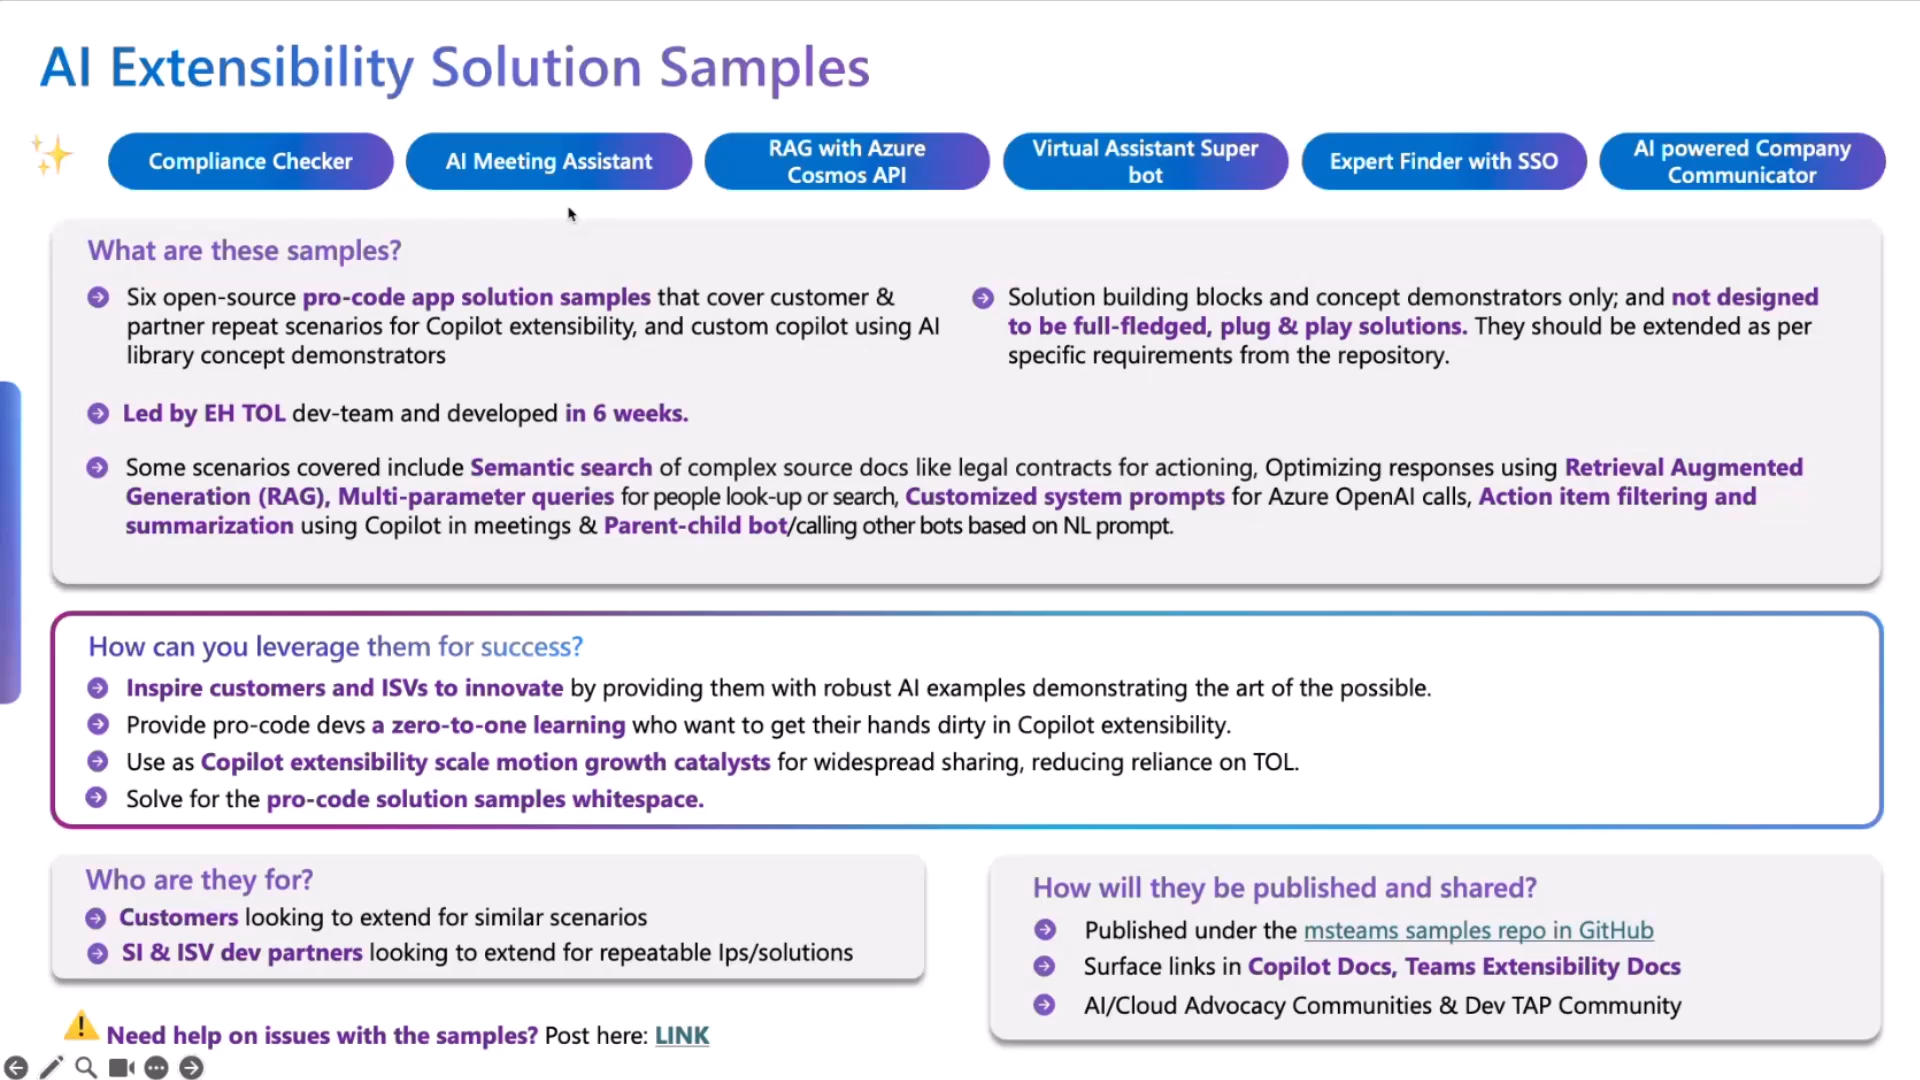 AI Extensibility Solution Samples
Compliance Checker
AI Meeting Assistant
RAG with Azure
Cosmos API
Virtual Assistant Super
bot
Expert Finder with SSO
AI powered Company
Communicator
What are these samples?
Six open-source pro-code app solution samples that cover customer &
partner repeat scenarios for Copilot extensibility, and custom copilot using AI
library concept demonstrators
Solution building blocks and concept demonstrators only; and not designed
to be full-fledged, plug & play solutions. They should be extended as per
specific requirements from the repository.
Led by EH TOL dev-team and developed in 6 weeks.
Some scenarios covered include Semantic search of complex source docs like legal contracts for actioning, Optimizing responses using Retrieval Augmented
Generation (RAG), Multi-parameter queries for people look-up or search, Customized system prompts for Azure OpenAI calls, Action item filtering and
summarization using Copilot in meetings & Parent-child bot/calling other bots based on NL prompt.
How can you leverage them for success?
Inspire customers and ISVs to innovate by providing them with robust AI examples demonstrating the art of the possible.
Provide pro-code devs a zero-to-one learning who want to get their hands dirty in Copilot extensibility.
Use as Copilot extensibility scale motion growth catalysts for widespread sharing, reducing reliance on TOL.
Solve for the pro-code solution samples whitespace.
Who are they for?
Customers looking to extend for similar scenarios
SI & ISV dev partners looking to extend for repeatable Ips/solutions
How will they be published and shared?
Published under the msteams samples repo in GitHub
Surface links in Copilot Docs, Teams Extensibility Docs
AI/Cloud Advocacy Communities & Dev TAP Community
Need help on issues with the samples? Post here: LINK